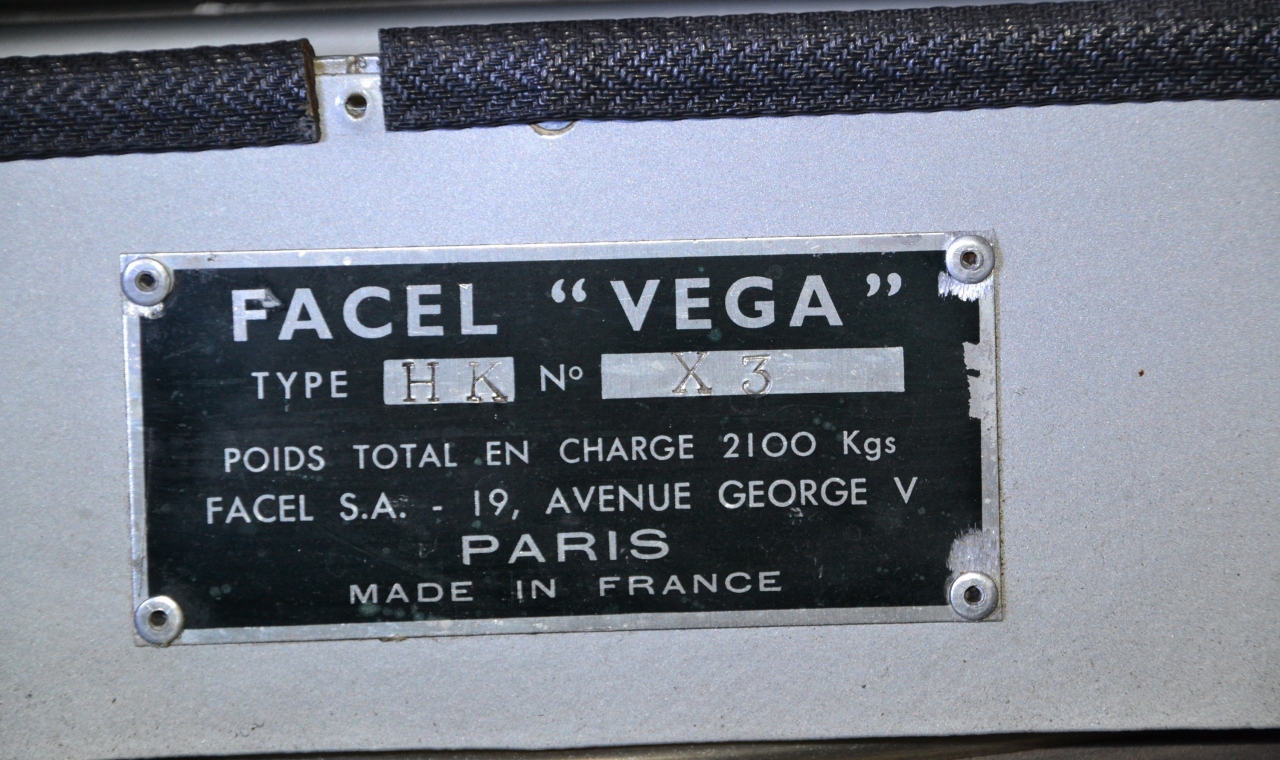 FACEL “VEGA”
TYPE HK Nº X3
POIDS TOTAL EN CHARGE 2100 Kgs
FACEL S.A. - 19, AVENUE GEORGE V
PARIS
MADE IN FRANCE